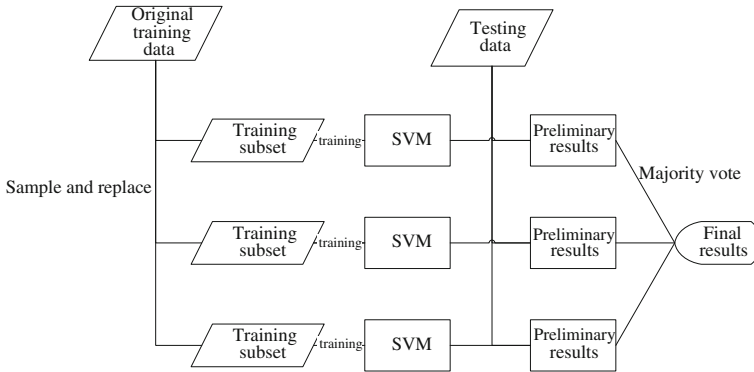 Original
training
data
Testing
data
Training
subset
training
SVM
Preliminary
results
Sample and replace
Majority vote
Training
subset
training
SVM
Preliminary
results
Final
results
Training
subset
training
SVM
Preliminary
results